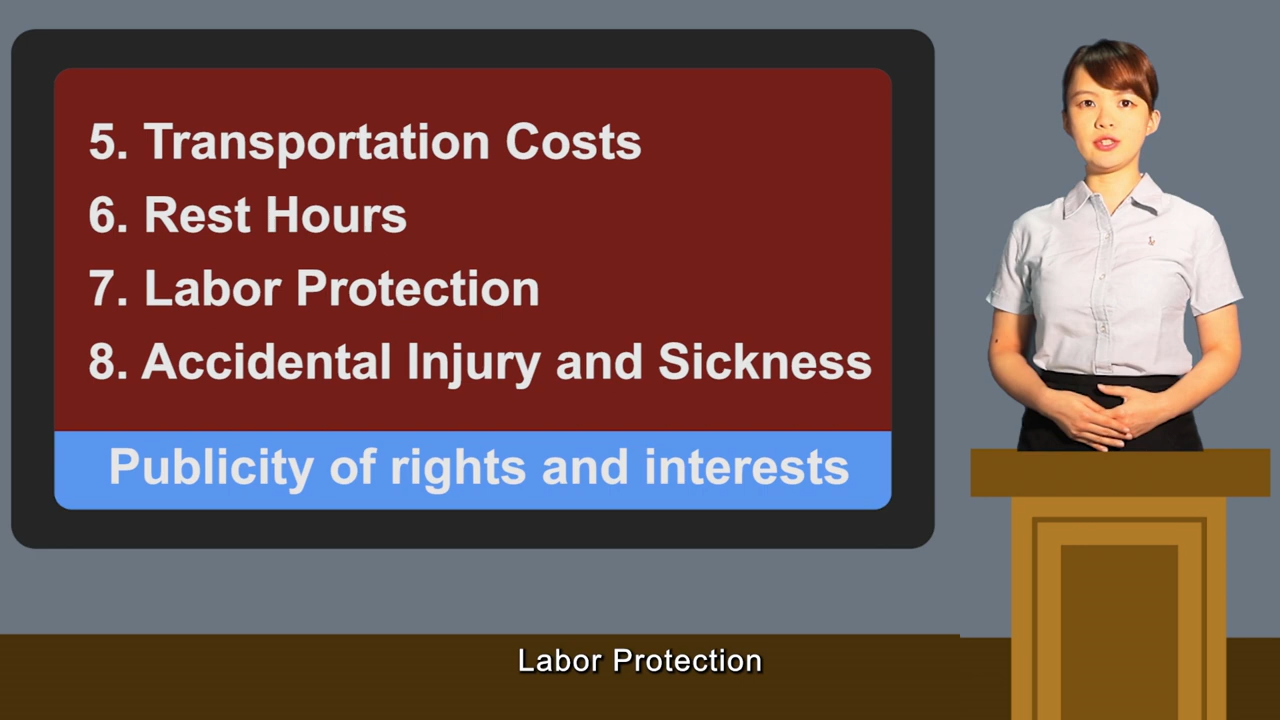 5. Transportation Costs
6. Rest Hours
7. Labor Protection
8. Accidental Injury and Sickness
Publicity of rights and interests
Labor Protection